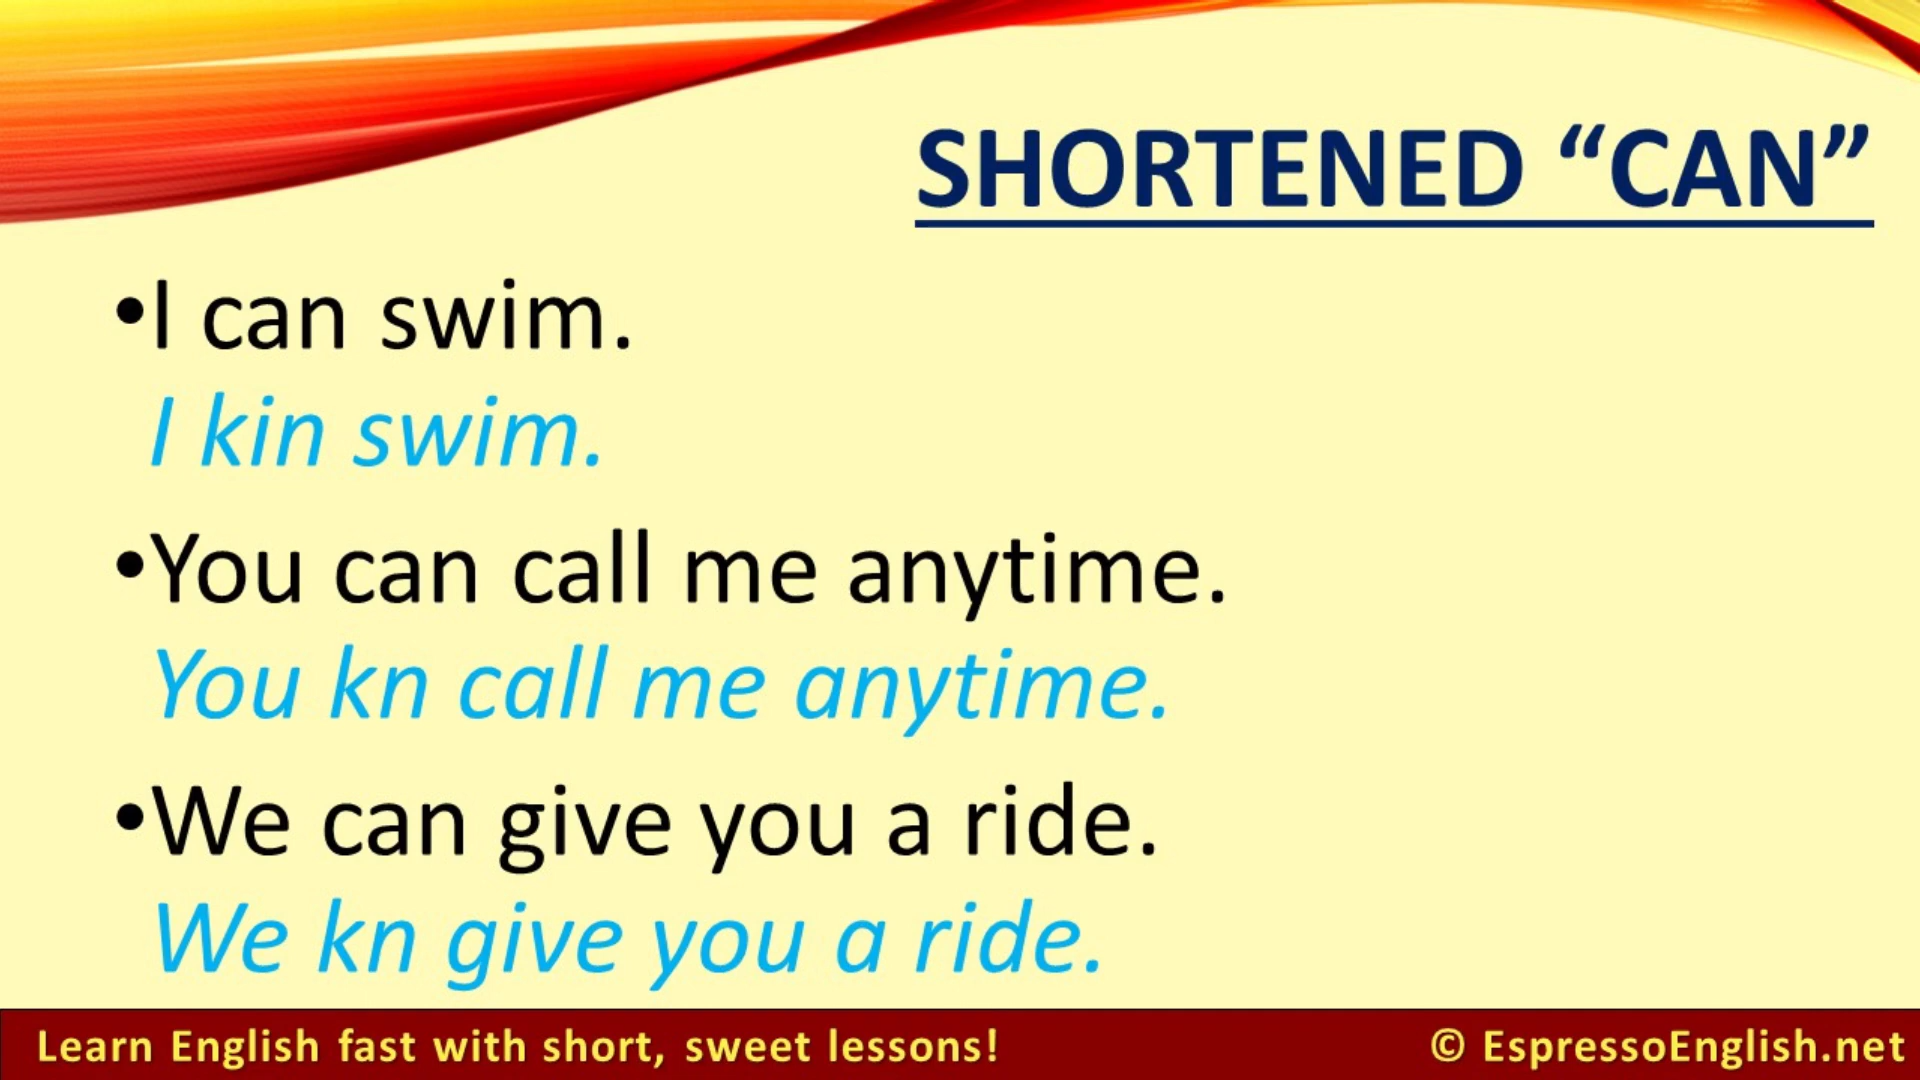 SHORTENED “CAN”
•I can swim.
I kin swim.
•You can call me anytime.
You kn call me anytime.
•We can give you a ride.
We kn give you a ride.
Learn English fast with short, sweet lessons!
© EspressoEnglish.net